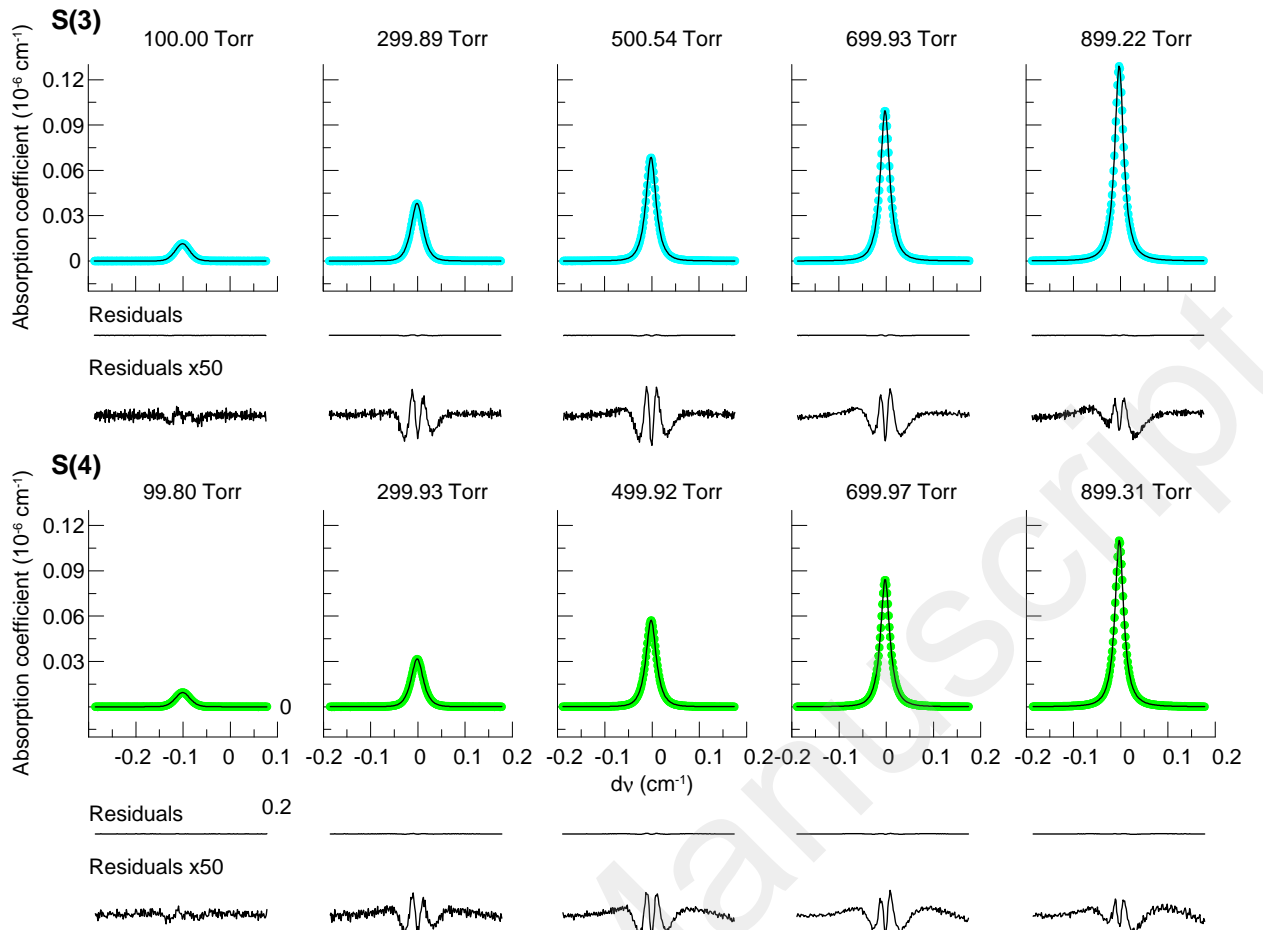 S(3)
100.00 Torr 299.89 Torr 500.54 Torr 699.93 Torr 899.22 Torr
Absorption coefficient (10⁻⁶ cm⁻¹)
0.12
0.09
0.06
0.03
0
Residuals
Residuals x50
S(4)
99.80 Torr 299.93 Torr 499.92 Torr 699.97 Torr 899.31 Torr
Absorption coefficient (10⁻⁶ cm⁻¹)
0.12
0.09
0.06
0.03
0
-0.2 -0.1 0 0.1 -0.2 -0.1 0 0.1 0.2 -0.2 -0.1 0 0.1 0.2 -0.2 -0.1 0 0.1 0.2 -0.2 -0.1 0 0.1 0.2
dν (cm⁻¹)
0.2
Residuals
Residuals x50
Manuscript